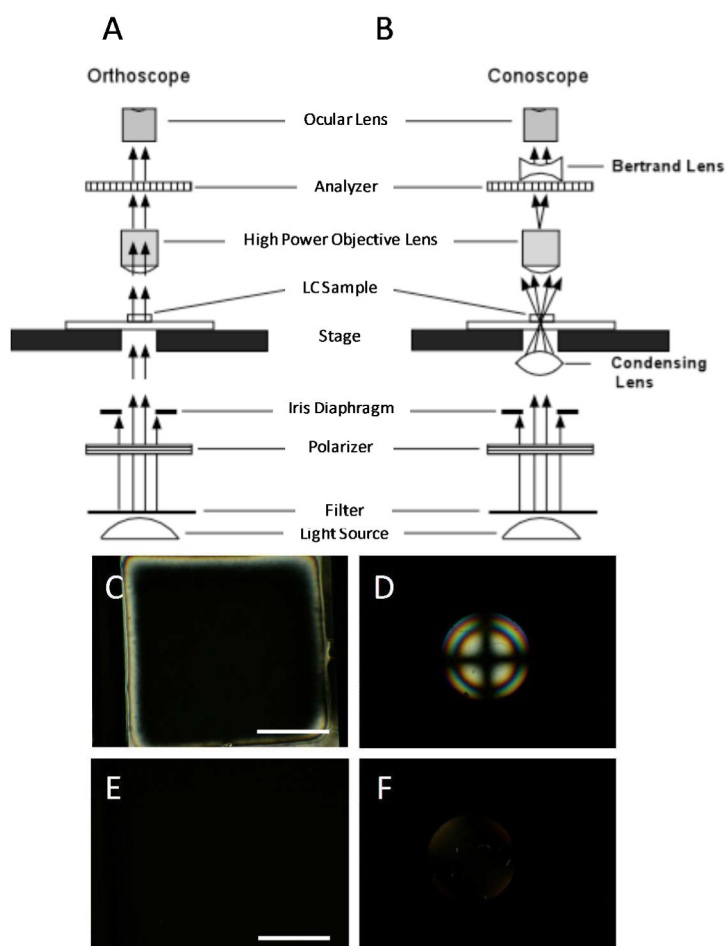 A
B
Orthoscope
Conoscope
Ocular Lens
Bertrand Lens
Analyzer
High Power Objective Lens
LC Sample
Stage
Condensing
Lens
Iris Diaphragm
Polarizer
Filter
Light Source
C
D
E
F